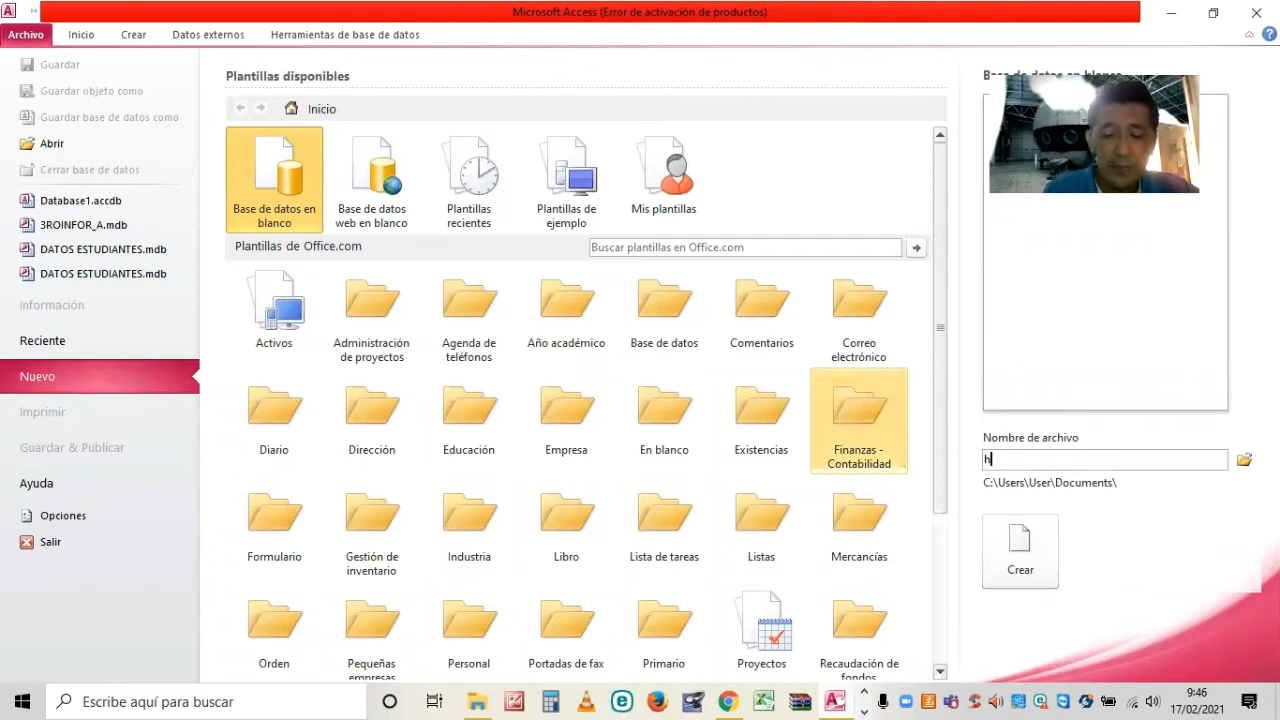 Microsoft Access (Error de activación de productos)
Archivo
Inicio
Crear
Datos externos
Herramientas de base de datos
Guardar
Guardar objeto como
Guardar base de datos como
Abrir
Cerrar base de datos
Database1.accdb
3ROINFOR_A.mdb
DATOS ESTUDIANTES.mdb
DATOS ESTUDIANTES.mdb
Información
Reciente
Nuevo
Imprimir
Guardar & Publicar
Ayuda
Opciones
Salir
Plantillas disponibles
Inicio
Base de datos en
blanco
Base de datos
web en blanco
Plantillas
recientes
Plantillas de
ejemplo
Mis plantillas
Plantillas de Office.com
Buscar plantillas en Office.com
Activos
Administración
de proyectos
Agenda de
teléfonos
Año académico
Base de datos
Comentarios
Correo
electrónico
Diario
Dirección
Educación
Empresa
En blanco
Existencias
Finanzas -
Contabilidad
Formulario
Gestión de
inventario
Industria
Libro
Lista de tareas
Listas
Mercancías
Orden
Pequeñas
empresas
Personal
Portadas de fax
Primario
Proyectos
Recaudación de
fondos
Base de datos en blanco
Nombre de archivo
h
C:\Users\User\Documents\
Crear
Escribe aquí para buscar
9:46
17/02/2021